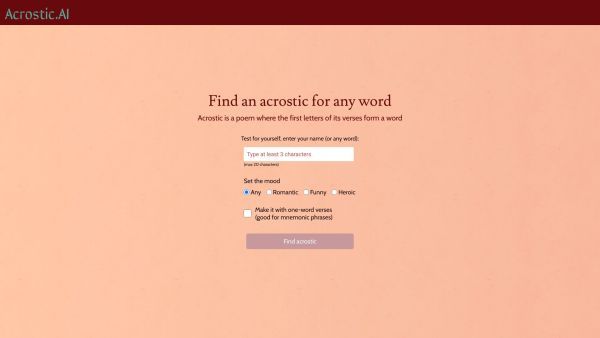 Acrostic.AI
Find an acrostic for any word
Acrostic is a poem where the first letters of its verses form a word
Test for yourself, enter your name (or any word):
Type at least 3 characters
(max 20 characters)
Set the mood
Any Romantic Funny Heroic
Make it with one-word verses
(good for mnemonic phrases)
Find acrostic